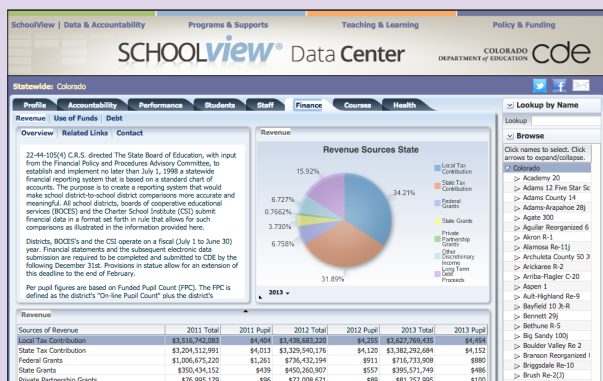 SchoolView | Data & Accountability Programs & Supports Teaching & Learning Policy & Funding
SCHOOLVIEW® Data Center
COLORADO
DEPARTMENT of EDUCATION
cde
Statewide: Colorado
Profile Accountability Performance Students Staff Finance Courses Health
Revenue Use of Funds Debt
Overview Related Links Contact
22-44-105(4) C.R.S. directed The State Board of Education, with input
from the Financial Policy and Procedures Advisory Committee, to
establish and implement no later than July 1, 1998 a statewide
financial reporting system that is based on a standard chart of
accounts. The purpose is to create a reporting system that would
make school district-to-school district comparisons more accurate and
meaningful. All school districts, boards of cooperative educational
services (BOCES) and the Charter School Institute (CSI) submit
financial data in a format set forth in rule that allows for such
comparisons as illustrated in the information provided here.
Districts, BOCES's and the CSI operate on a fiscal (July 1 to June 30)
year. Financial statements and the subsequent electronic data
submission are required to be completed and submitted to CDE by the
following December 31st. Provisions in statue allow for an extension of
this deadline to the end of February.
Per pupil figures are based on Funded Pupil Count (FPC). The FPC is
defined as the district's "On-line Pupil Count" plus the district's
Revenue
Revenue Sources State
15.92%
6.727%
0.7662%
3.730%
6.758%
31.89%
34.21%
Local Tax
Contribution
State Tax
Contribution
Federal
Grants
State Grants
Private
Partnership
Grants
Other
Discretionary
Income
Long Term
Debt
Proceeds
2013
Lookup by Name
Lookup
Browse
Click names to select. Click
arrows to expand/collapse.
Colorado
Academy 20
Adams 12 Five Star Sc
Adams County 14
Adams-Arapahoe 28j
Agate 300
Aguilar Reorganized 6
Akron R-1
Alamosa Re-11j
Archuleta County 50 J
Arickaree R-2
Arriba-Flagler C-20
Aspen 1
Ault-Highland Re-9
Bayfield 10 Jt-R
Bennett 29j
Bethune R-5
Big Sandy 100j
Boulder Valley Re 2
Branson Reorganized
Briggsdale Re-10
Brush Re-2(J)
Revenue
Sources of Revenue 2011 Total 2011 Pupil 2012 Total 2012 Pupil 2013 Total 2013 Pupil
Local Tax Contribution $3,516,742,083 $4,404 $3,438,683,220 $4,255 $3,627,769,435 $4,454
State Tax Contribution $3,204,512,991 $4,013 $3,329,540,176 $4,120 $3,382,292,684 $4,152
Federal Grants $1,006,675,220 $1,261 $736,432,194 $911 $716,733,908 $880
State Grants $350,434,152 $439 $450,260,907 $557 $395,571,749 $486
Private Partnership Grants $76,995,129 $96 $72,008,671 $89 $81,257,995 $100